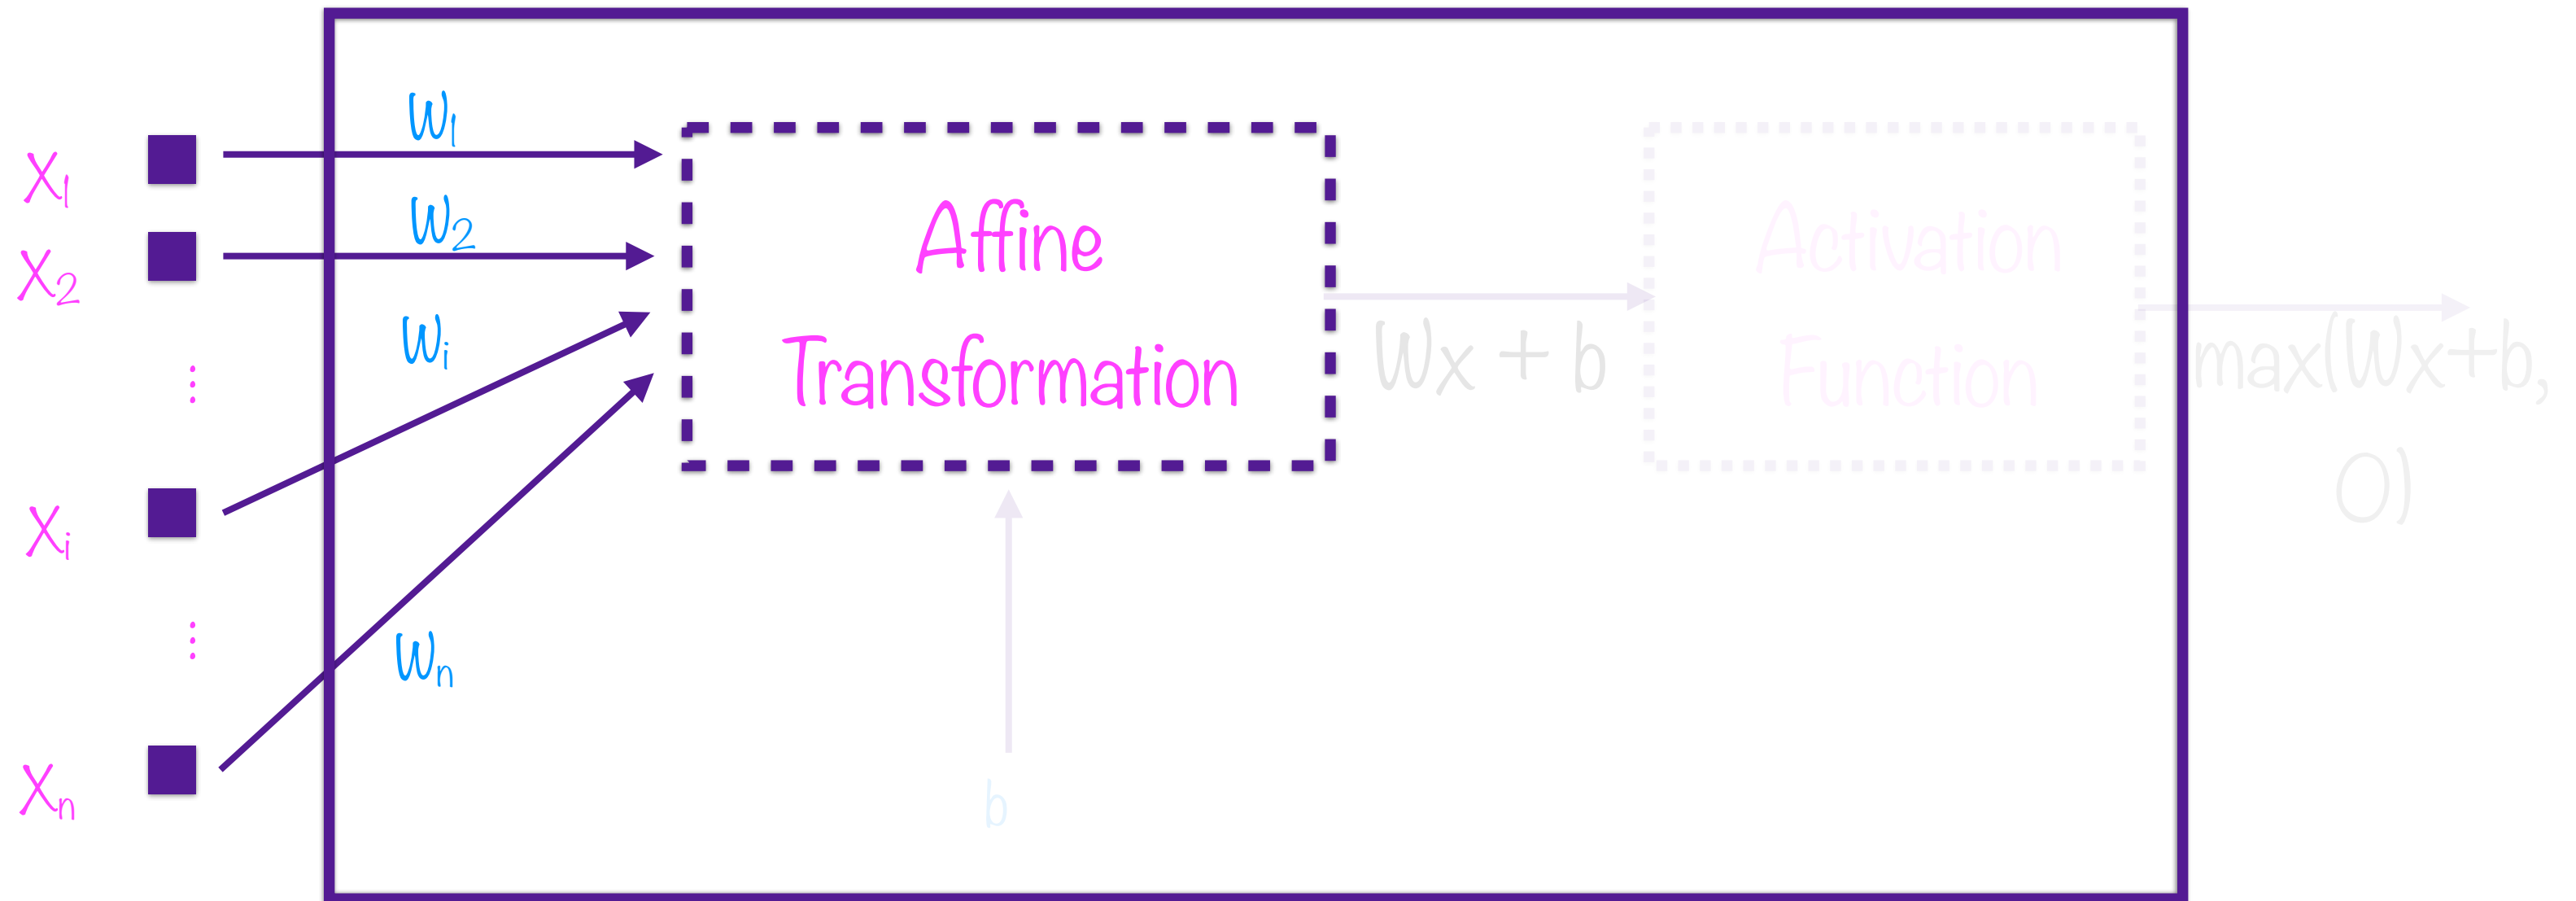 X1
X2
⋮
Xi
⋮
Xn
W1
W2
Wi
Wn
Affine
Transformation
b
Wx + b
Activation
Function
max(Wx+b,
0)